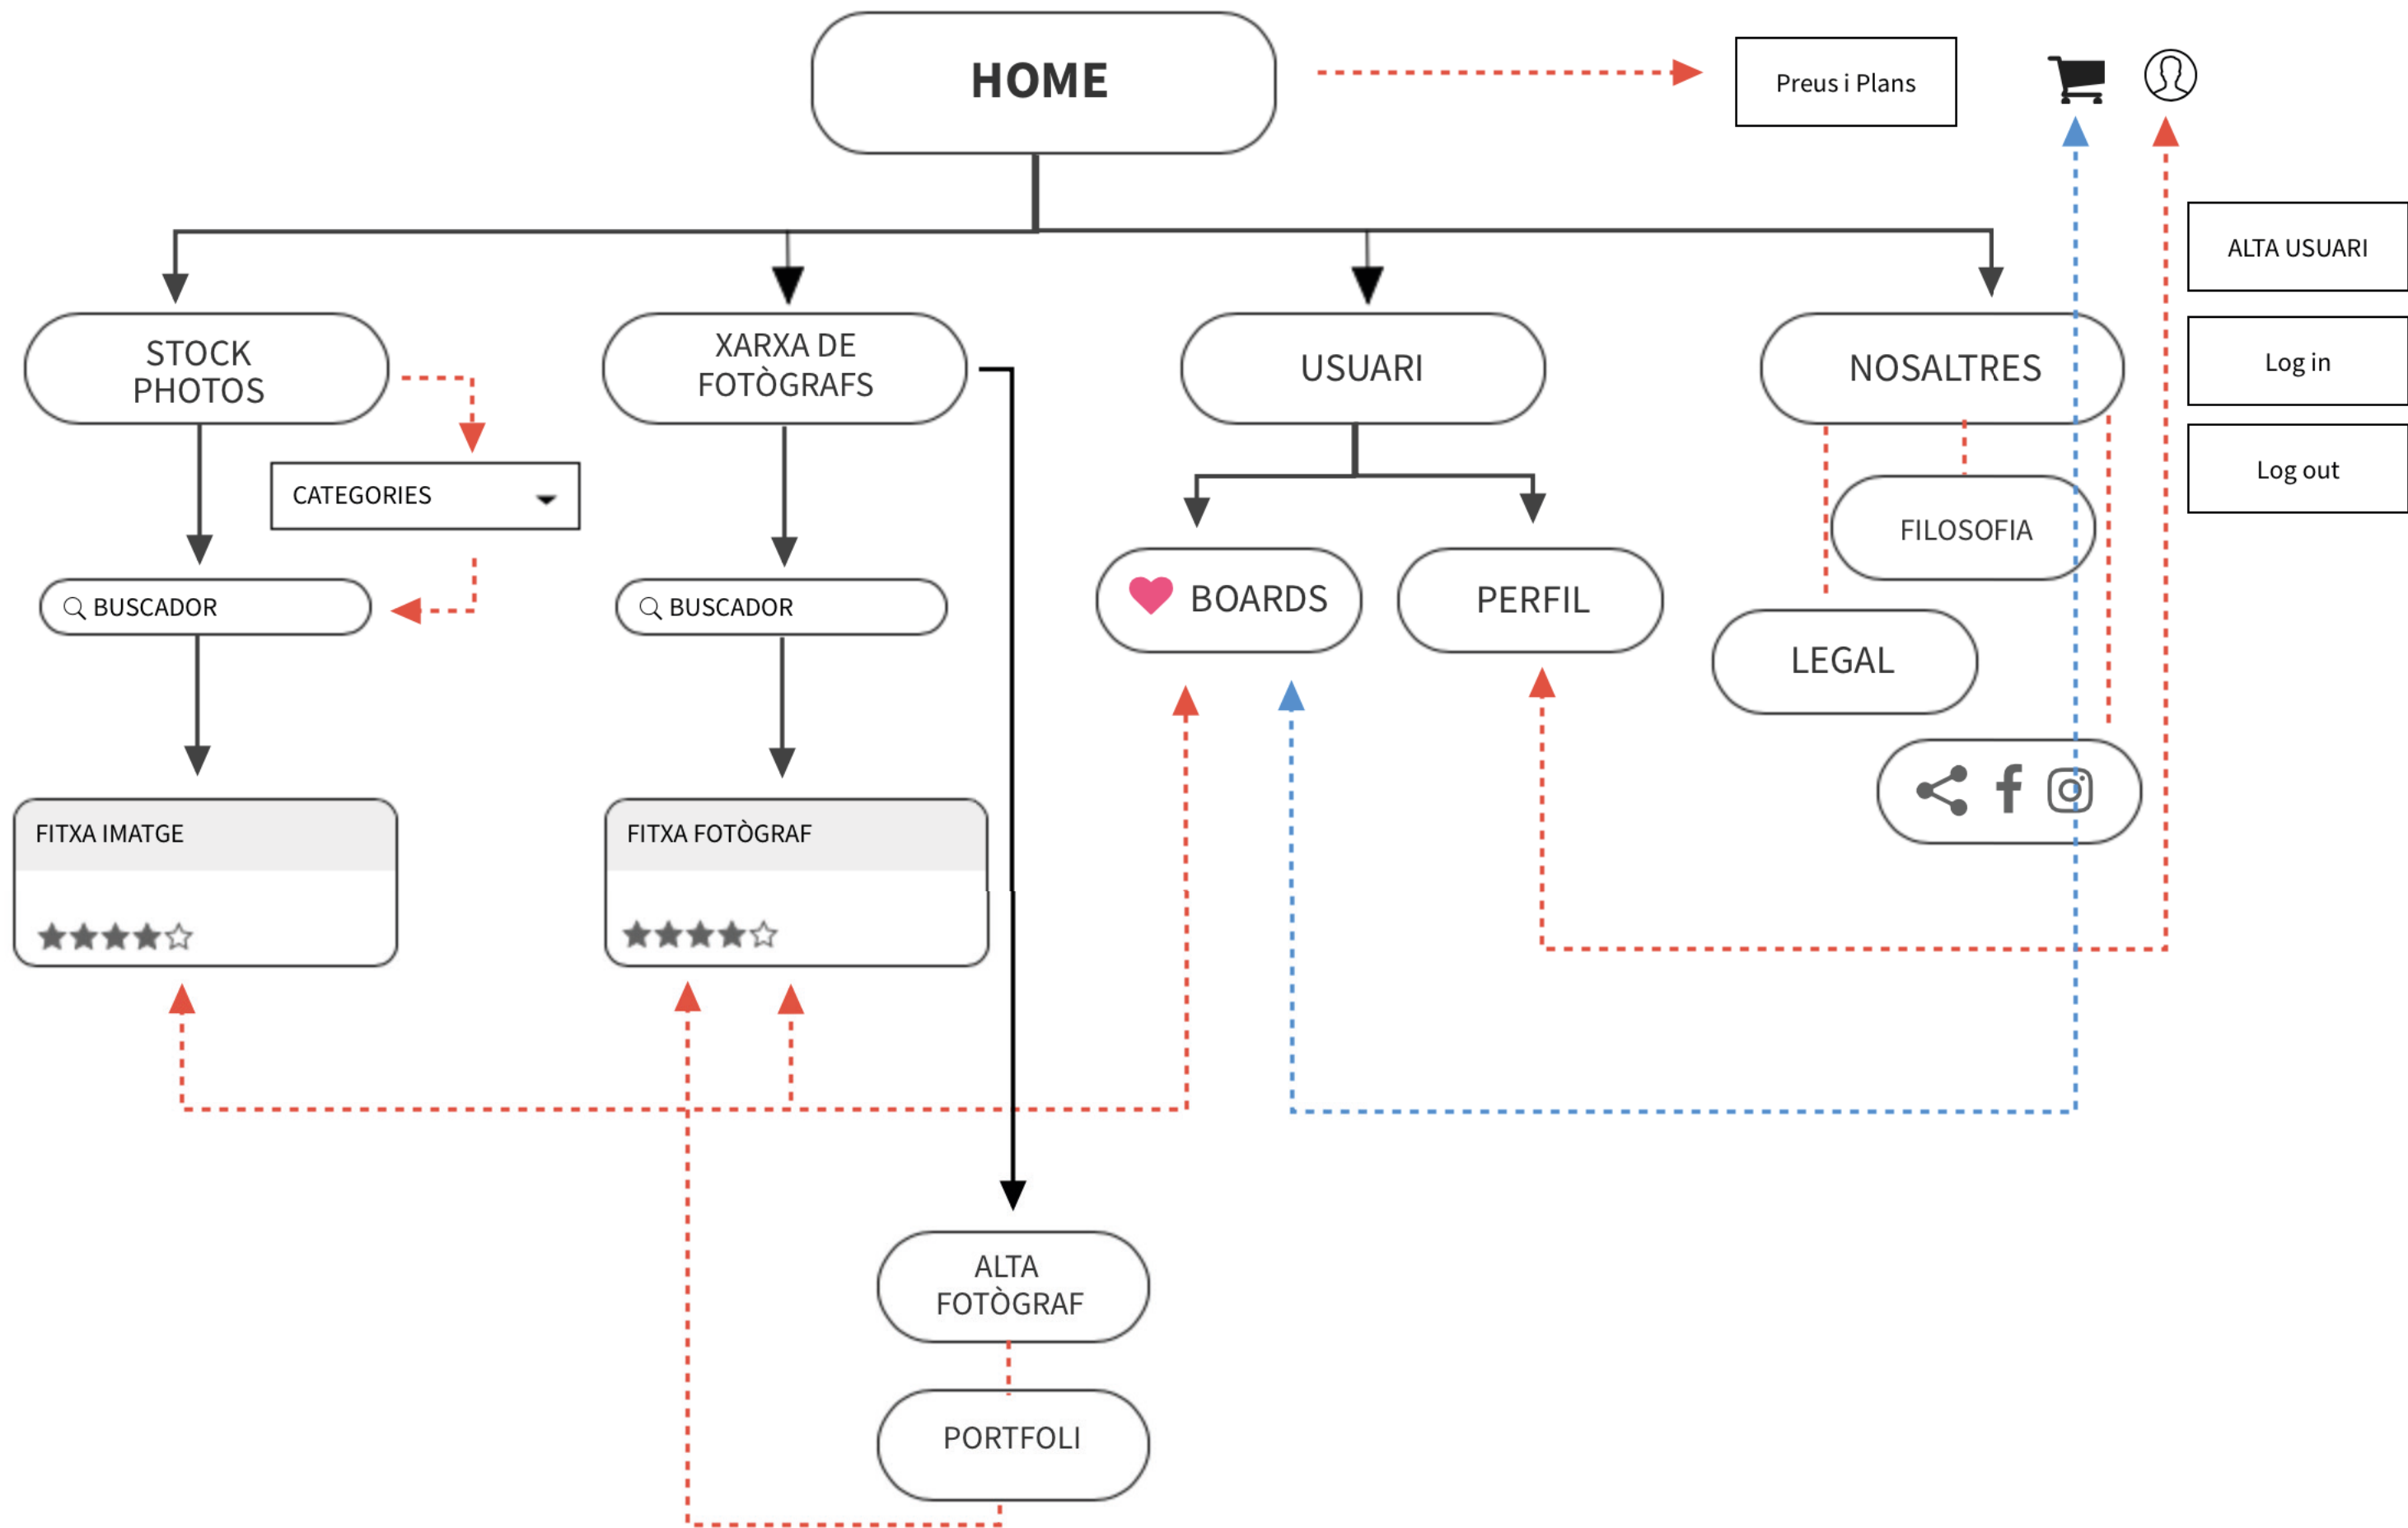 HOME
Preus i Plans
ALTA USUARI
Log in
Log out
STOCK
PHOTOS
XARXA DE
FOTÒGRAFS
USUARI
NOSALTRES
CATEGORIES
FILOSOFIA
BUSCADOR
BUSCADOR
BOARDS
PERFIL
LEGAL
FITXA IMATGE
FITXA FOTÒGRAF
ALTA
FOTÒGRAF
PORTFOLI